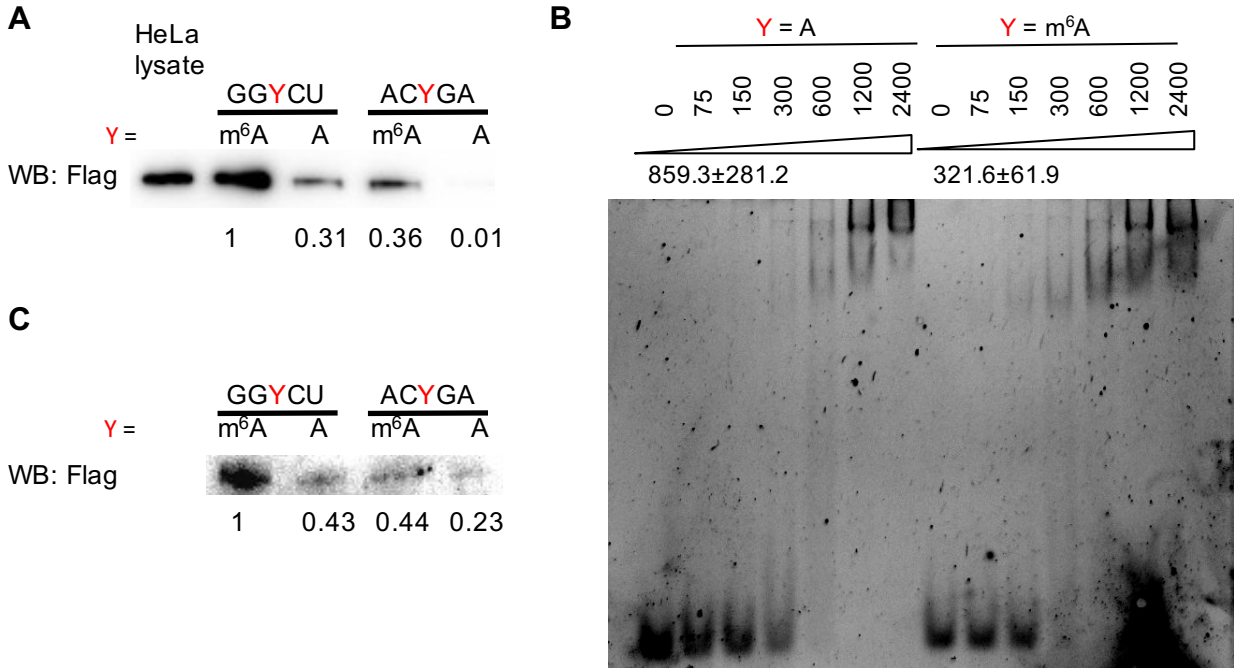 A
HeLa
lysate
GGYCU ACYGA
Y = m⁶A A m⁶A A
WB: Flag
1 0.31 0.36 0.01
B
Y = A Y = m⁶A
0 75 150 300 600 1200 2400 0 75 150 300 600 1200 2400
859.3±281.2 321.6±61.9
C
GGYCU ACYGA
Y = m⁶A A m⁶A A
WB: Flag
1 0.43 0.44 0.23